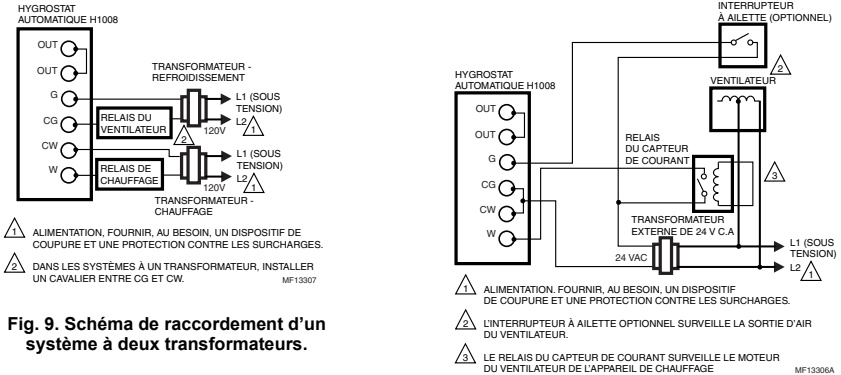 HYGROSTAT
AUTOMATIQUE H1008
OUT
OUT
G
CG
CW
W
TRANSFORMATEUR -
REFROIDISSEMENT
L1 (SOUS
TENSION)
L2 1
RELAIS DU
VENTILATEUR
2
120V
L1 (SOUS
TENSION)
L2 1
RELAIS DE
CHAUFFAGE
120V
TRANSFORMATEUR -
CHAUFFAGE
1 ALIMENTATION, FOURNIR, AU BESOIN, UN DISPOSITIF DE
COUPURE ET UNE PROTECTION CONTRE LES SURCHARGES.
2 DANS LES SYSTÈMES À UN TRANSFORMATEUR, INSTALLER
UN CAVALIER ENTRE CG ET CW.
MF13307
Fig. 9. Schéma de raccordement d'un
système à deux transformateurs.
INTERRUPTEUR
À AILETTE (OPTIONNEL)
2
VENTILATEUR
HYGROSTAT
AUTOMATIQUE H1008
OUT
OUT
G
CG
CW
W
RELAIS
DU CAPTEUR
DE COURANT
3
TRANSFORMATEUR
EXTERNE DE 24 V C.A
24 VAC
L1 (SOUS
TENSION)
L2 1
1 ALIMENTATION. FOURNIR, AU BESOIN, UN DISPOSITIF
DE COUPURE ET UNE PROTECTION CONTRE LES SURCHARGES.
2 L'INTERRUPTEUR À AILETTE OPTIONNEL SURVEILLE LA SORTIE D'AIR
DU VENTILATEUR.
3 LE RELAIS DU CAPTEUR DE COURANT SURVEILLE LE MOTEUR
DU VENTILATEUR DE L'APPAREIL DE CHAUFFAGE
MF13306A